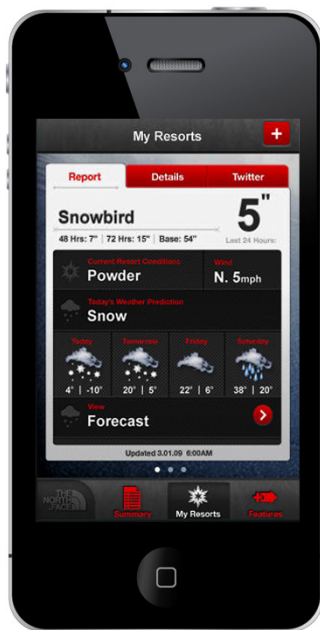 My Resorts
+
Report Details Twitter
Snowbird
5"
48 Hrs: 7" | 72 Hrs: 15" | Base: 54"
Last 24 Hours:
Current Resort Conditions
Powder
Wind
N. 5mph
Today's Weather Prediction
Snow
Today Tomorrow Friday Saturday
4° | -10° 20° | 5° 22° | 6° 38° | 20°
View
Forecast
Updated 3.01.09 6:00AM
THE
NORTH
FACE
Summary My Resorts Features